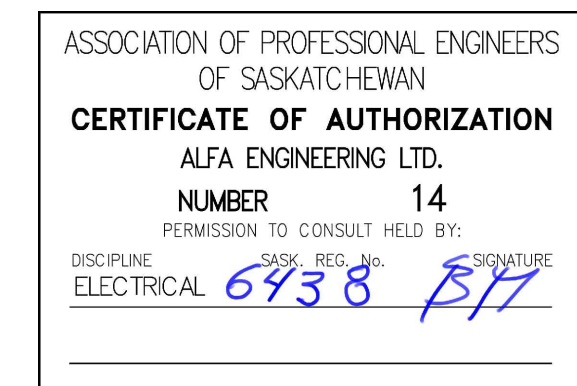 ASSOCIATION OF PROFESSIONAL ENGINEERS
OF SASKATCHEWAN
CERTIFICATE OF AUTHORIZATION
ALFA ENGINEERING LTD.
NUMBER 14
PERMISSION TO CONSULT HELD BY:
DISCIPLINE SASK. REG. No. SIGNATURE
ELECTRICAL 6438